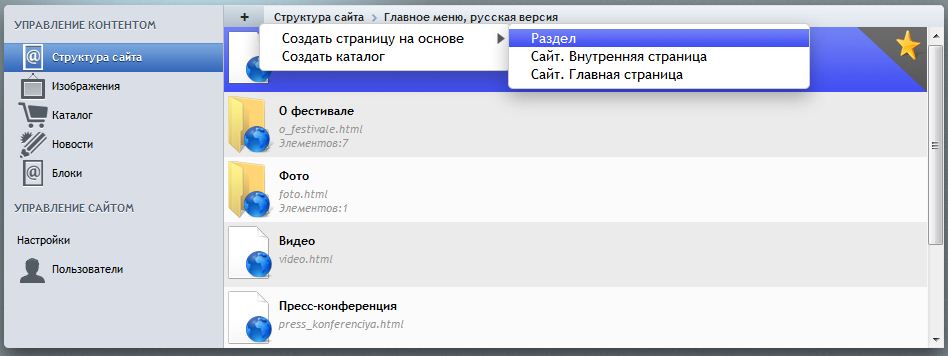 УПРАВЛЕНИЕ КОНТЕНТОМ
Структура сайта
Изображения
Каталог
Новости
Блоки
УПРАВЛЕНИЕ САЙТОМ
Настройки
Пользователи
+ Структура сайта > Главное меню, русская версия
Создать страницу на основе
Создать каталог
Раздел
Сайт. Внутренняя страница
Сайт. Главная страница
О фестивале
o_festivale.html
Элементов:7
Фото
foto.html
Элементов:1
Видео
video.html
Пресс-конференция
press_konferenciya.html